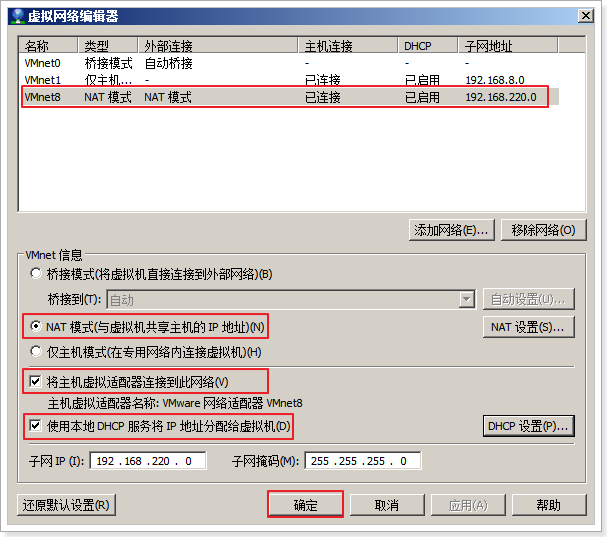 虚拟网络编辑器
名称 类型 外部连接 主机连接 DHCP 子网地址
VMnet0 桥接模式 自动桥接 - - -
VMnet1 仅主机... - 已连接 已启用 192.168.8.0
VMnet8 NAT 模式 NAT 模式 已连接 已启用 192.168.220.0
添加网络(E)... 移除网络(O)
VMnet 信息
桥接模式(将虚拟机直接连接到外部网络)(B)
桥接到(T): 自动 自动设置(U)...
NAT 模式(与虚拟机共享主机的 IP 地址)(N) NAT 设置(S)...
仅主机模式(在专用网络内连接虚拟机)(H)
将主机虚拟适配器连接到此网络(V)
主机虚拟适配器名称: VMware 网络适配器 VMnet8
使用本地 DHCP 服务将 IP 地址分配给虚拟机(D) DHCP 设置(P)...
子网 IP (I): 192 .168 .220 . 0 子网掩码(M): 255 .255 .255 . 0
还原默认设置(R) 确定 取消 应用(A) 帮助